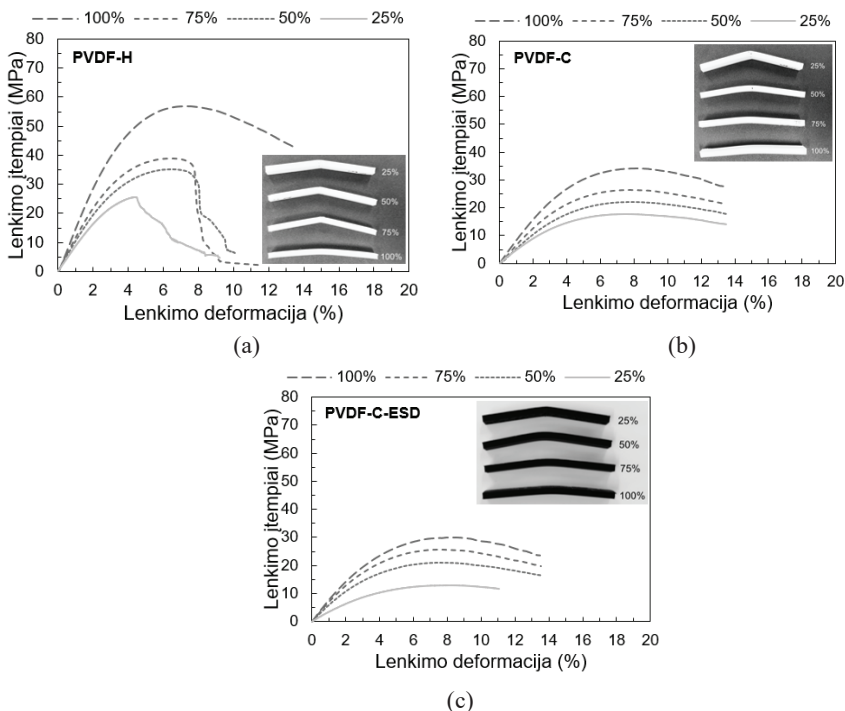 100% 75% 50% 25%
PVDF-H
Lenkimo įtempiai (MPa)
80
70
60
50
40
30
20
10
0
0 2 4 6 8 10 12 14 16 18 20
Lenkimo deformacija (%)
25%
50%
75%
100%
(a)
100% 75% 50% 25%
PVDF-C
Lenkimo įtempiai (MPa)
80
70
60
50
40
30
20
10
0
0 2 4 6 8 10 12 14 16 18 20
Lenkimo deformacija (%)
25%
50%
75%
100%
(b)
100% 75% 50% 25%
PVDF-C-ESD
Lenkimo įtempiai (MPa)
80
70
60
50
40
30
20
10
0
0 2 4 6 8 10 12 14 16 18 20
Lenkimo deformacija (%)
25%
50%
75%
100%
(c)